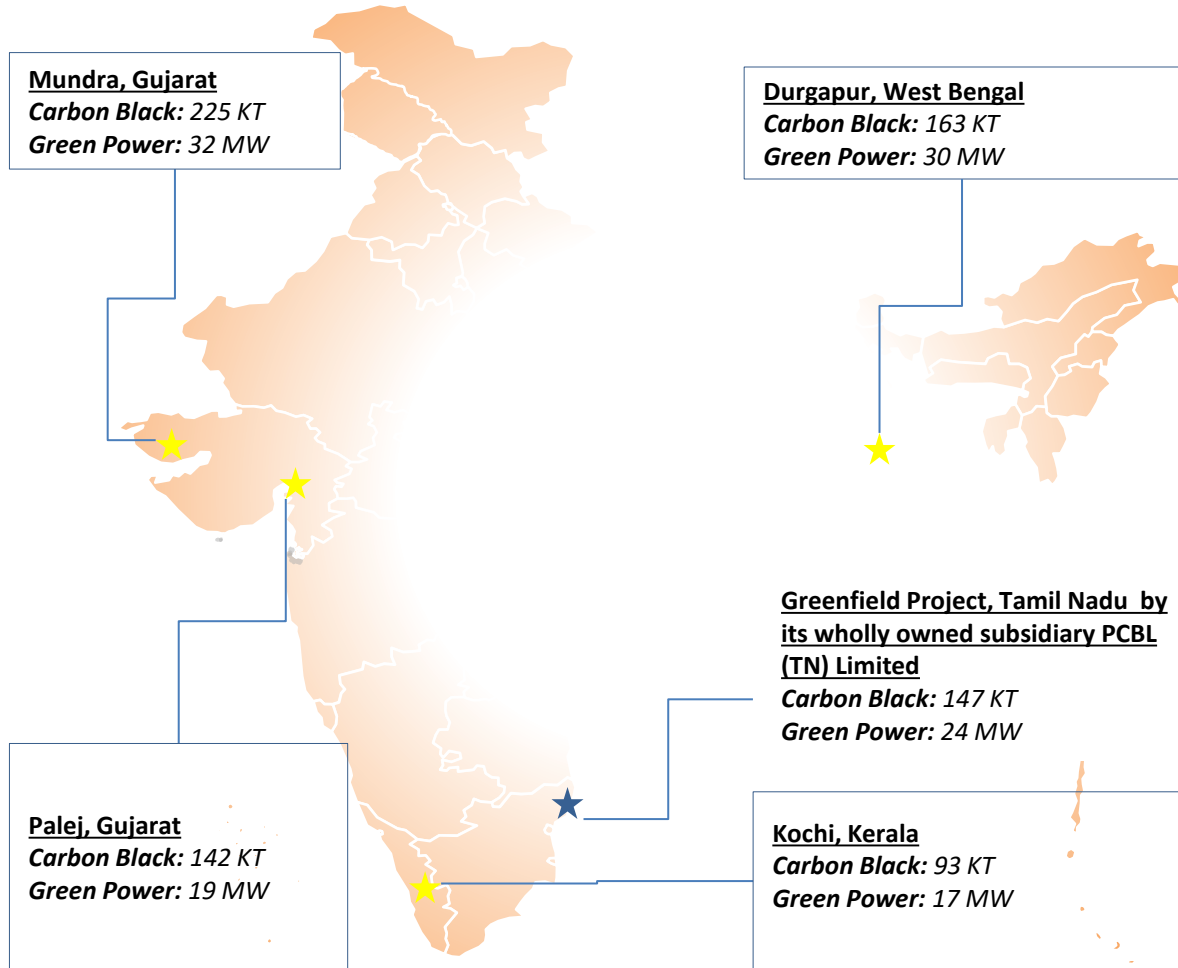 Mundra, Gujarat
Carbon Black: 225 KT
Green Power: 32 MW
Durgapur, West Bengal
Carbon Black: 163 KT
Green Power: 30 MW
Greenfield Project, Tamil Nadu by
its wholly owned subsidiary PCBL
(TN) Limited
Carbon Black: 147 KT
Green Power: 24 MW
Palej, Gujarat
Carbon Black: 142 KT
Green Power: 19 MW
Kochi, Kerala
Carbon Black: 93 KT
Green Power: 17 MW